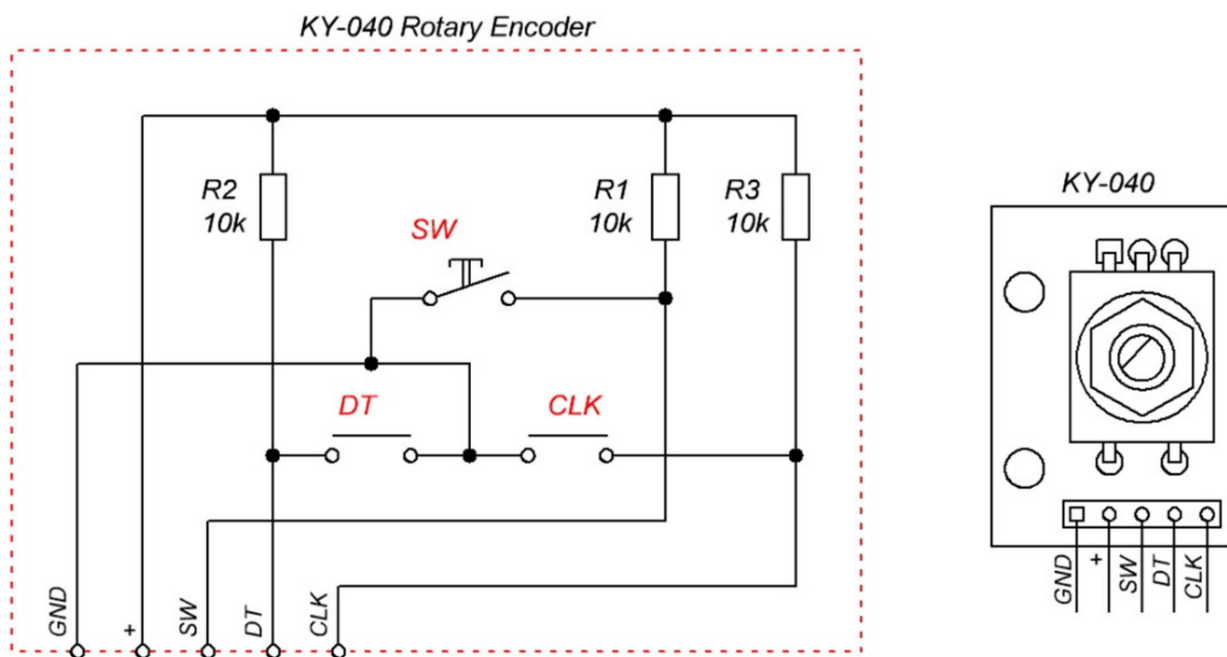 KY-040 Rotary Encoder
R2
10k
R1
10k
R3
10k
SW
DT
CLK
GND
+
SW
DT
CLK
KY-040
GND
+
SW
DT
CLK